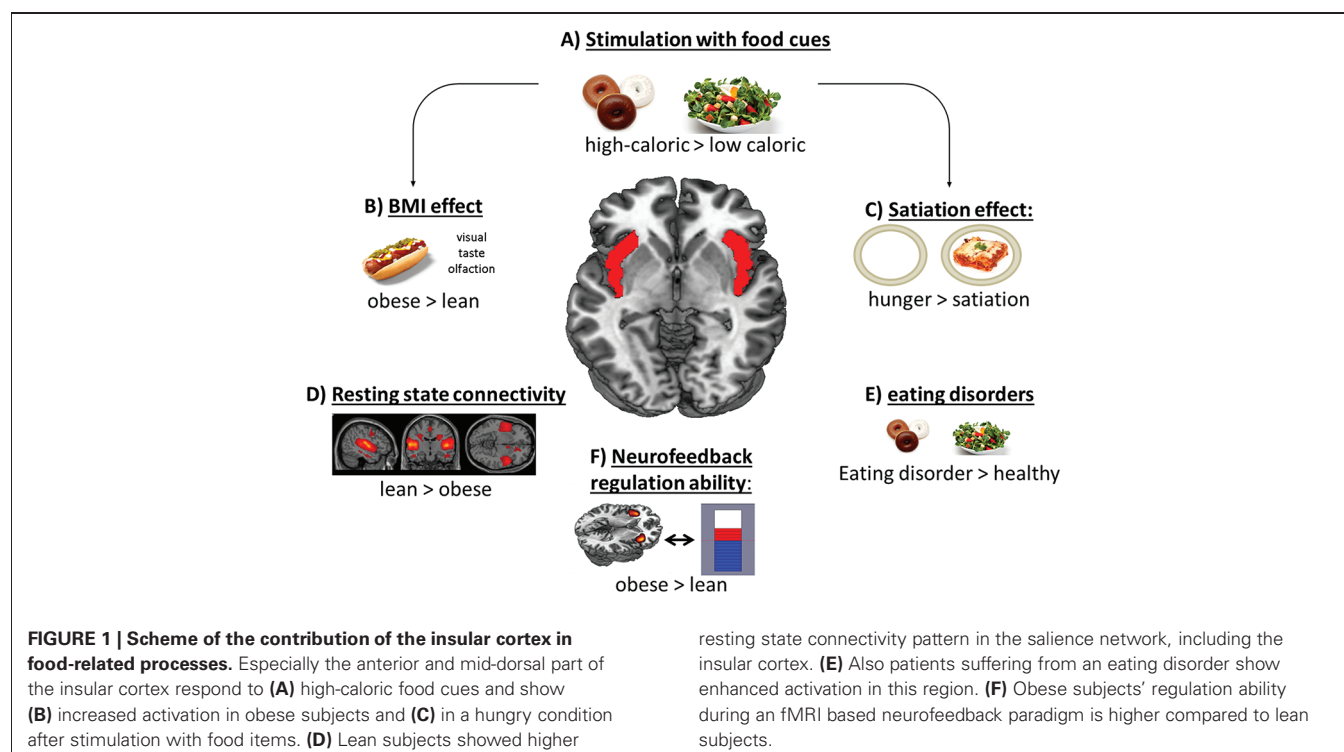 A) Stimulation with food cues
high-caloric > low caloric
B) BMI effect
visual
taste
olfaction
obese > lean
C) Satiation effect:
hunger > satiation
D) Resting state connectivity
lean > obese
E) eating disorders
Eating disorder > healthy
F) Neurofeedback
regulation ability:
obese > lean
FIGURE 1 | Scheme of the contribution of the insular cortex in
food-related processes. Especially the anterior and mid-dorsal part of
the insular cortex respond to (A) high-caloric food cues and show
(B) increased activation in obese subjects and (C) in a hungry condition
after stimulation with food items. (D) Lean subjects showed higher
resting state connectivity pattern in the salience network, including the
insular cortex. (E) Also patients suffering from an eating disorder show
enhanced activation in this region. (F) Obese subjects' regulation ability
during an fMRI based neurofeedback paradigm is higher compared to lean
subjects.